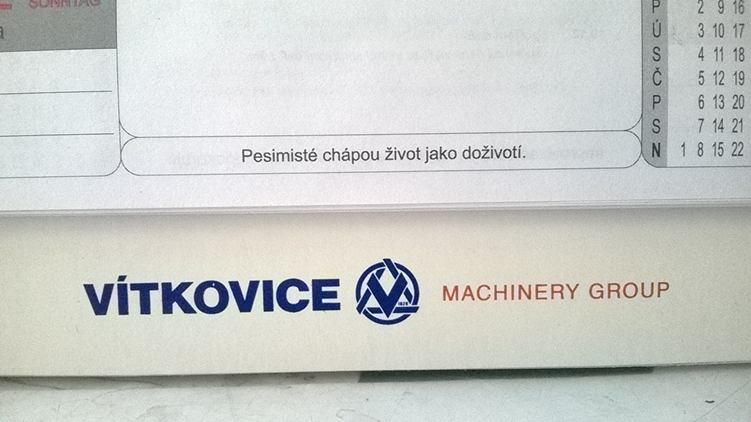 SONNTAG
P 2 9 16
Ú 3 10 17
S 4 11 18
Č 5 12 19
P 6 13 20
S 7 14 21
N 1 8 15 22
Pesimisté chápou život jako doživotí.
VÍTKOVICE MACHINERY GROUP
1828